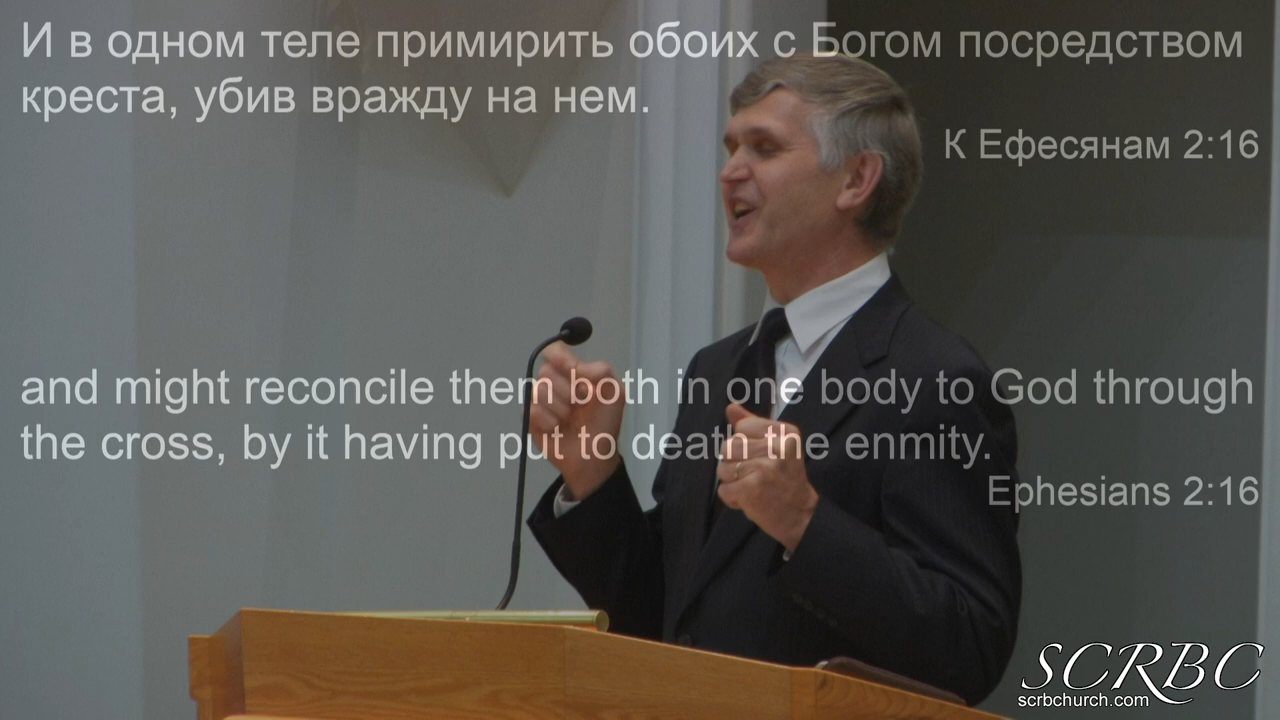 И в одном теле примирить обоих с Богом посредством
креста, убив вражду на нем.
К Ефесянам 2:16
and might reconcile them both in one body to God through
the cross, by it having put to death the enmity.
Ephesians 2:16
SCRBC
scrbchurch.com